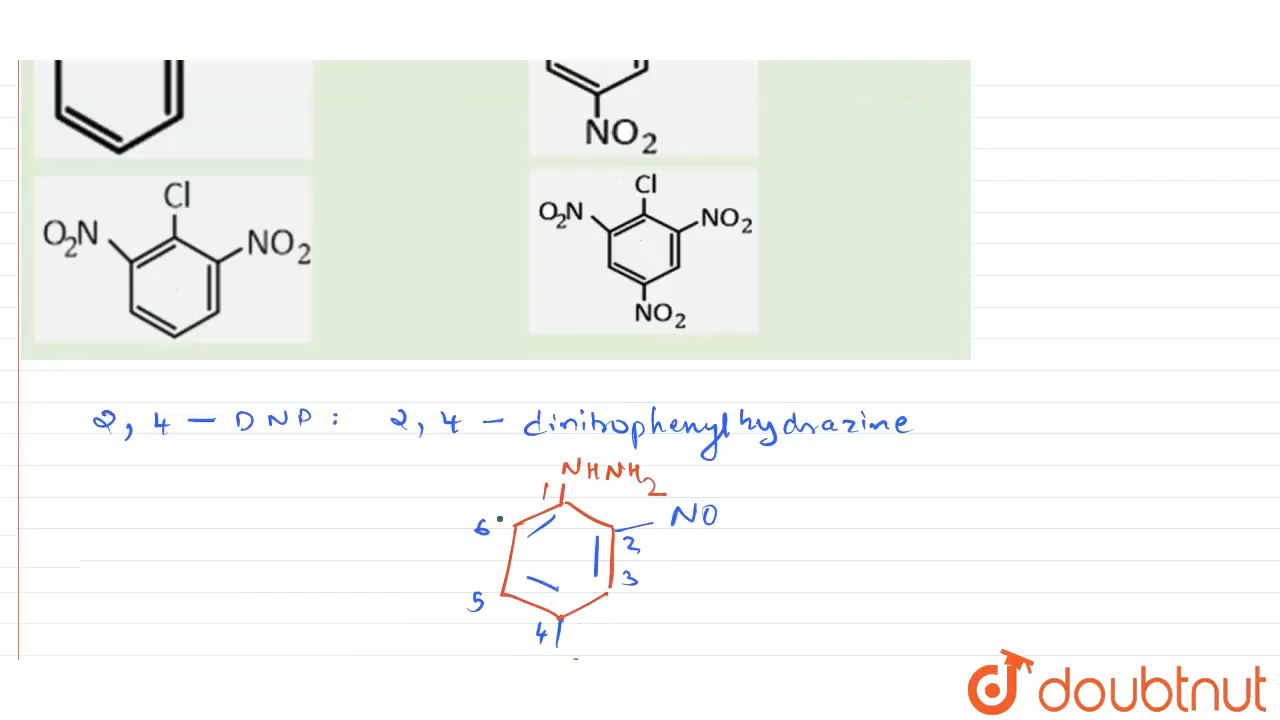 NO2
Cl
O2N
NO2
Cl
O2N
NO2
NO2
2, 4 - DNP : 2, 4 - dinitrophenylhydrazine
NHNH2
1
NO
6
2
3
5
4
doubtnut